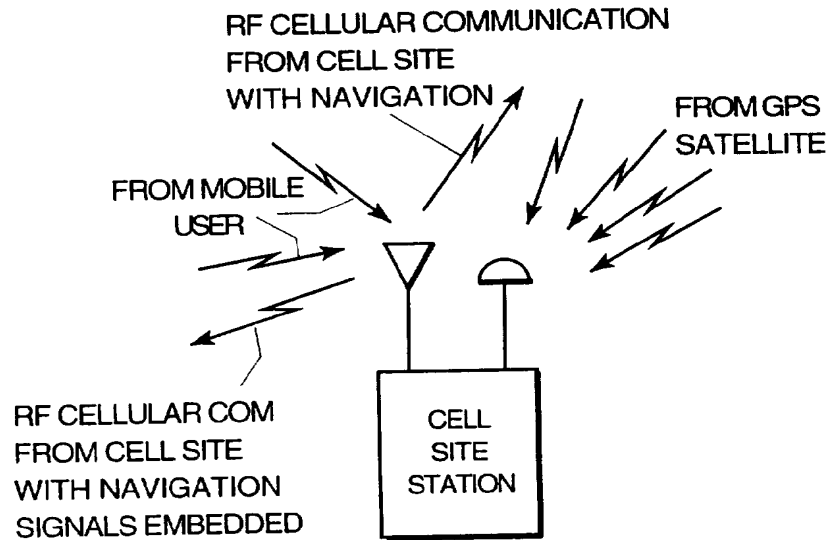 RF CELLULAR COMMUNICATION
FROM CELL SITE
WITH NAVIGATION
FROM GPS
SATELLITE
FROM MOBILE
USER
RF CELLULAR COM
FROM CELL SITE
WITH NAVIGATION
SIGNALS EMBEDDED
CELL
SITE
STATION